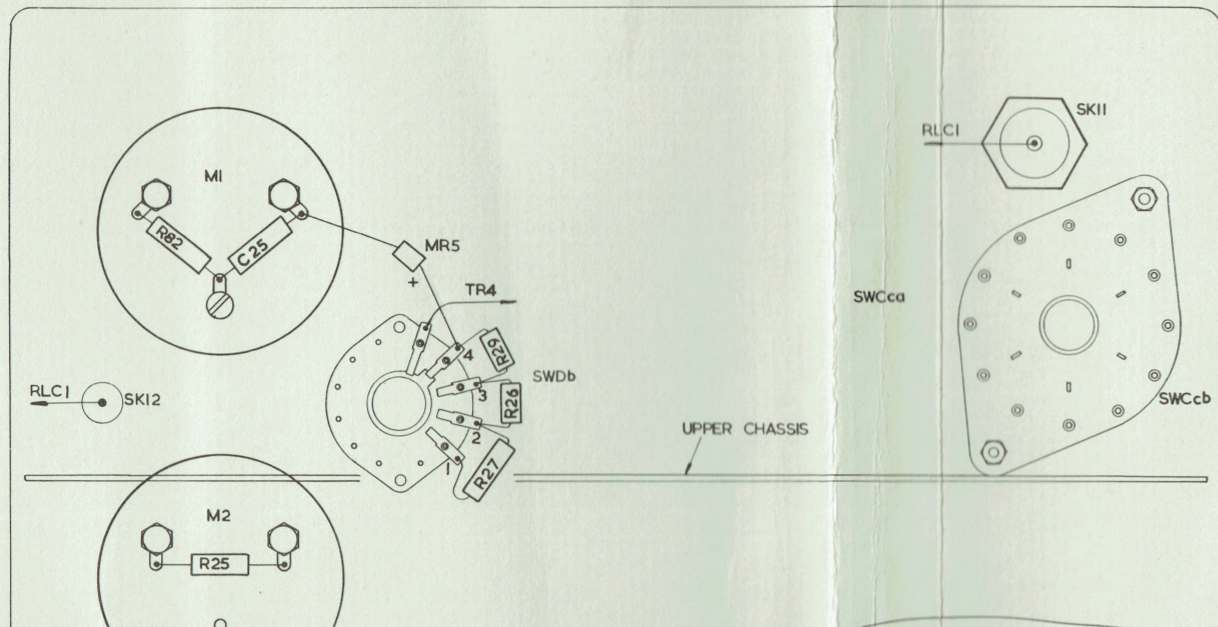 M1
R82
C25
MR5
+
TR4
4
R29
SWDb
3
R26
2
1
R27
RLC1
SK12
SK11
RLC1
SWCca
SWCcb
UPPER CHASSIS
M2
R25